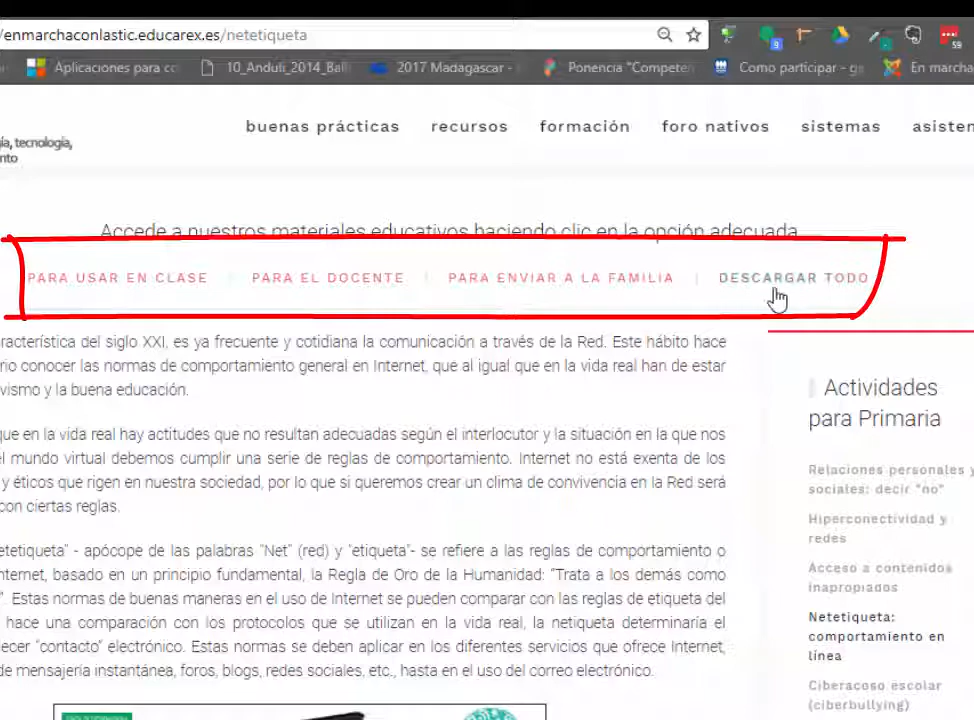 /enmarchaconlastic.educarex.es/netetiqueta
9
59
Aplicaciones para co
10_Anduli_2014_Bail
2017 Madagascar -
Ponencia "Competen
Como participar - g
En marcha
ía, tecnología,
nto
buenas prácticas recursos formación foro nativos sistemas asisten
Accede a nuestros materiales educativos haciendo clic en la opción adecuada
PARA USAR EN CLASE | PARA EL DOCENTE | PARA ENVIAR A LA FAMILIA | DESCARGAR TODO
racterística del siglo XXI, es ya frecuente y cotidiana la comunicación a través de la Red. Este hábito hace
rio conocer las normas de comportamiento general en Internet, que al igual que en la vida real han de estar
vismo y la buena educación.
que en la vida real hay actitudes que no resultan adecuadas según el interlocutor y la situación en la que nos
el mundo virtual debemos cumplir una serie de reglas de comportamiento. Internet no está exenta de los
y éticos que rigen en nuestra sociedad, por lo que si queremos crear un clima de convivencia en la Red será
con ciertas reglas.
etetiqueta" - apócope de las palabras "Net" (red) y "etiqueta"- se refiere a las reglas de comportamiento o
nternet, basado en un principio fundamental, la Regla de Oro de la Humanidad: "Trata a los demás como
". Estas normas de buenas maneras en el uso de Internet se pueden comparar con las reglas de etiqueta del
hace una comparación con los protocolos que se utilizan en la vida real, la netiqueta determinaría el
ecer "contacto" electrónico. Estas normas se deben aplicar en los diferentes servicios que ofrece Internet,
de mensajería instantánea, foros, blogs, redes sociales, etc., hasta en el uso del correo electrónico.
Actividades
para Primaria
Relaciones personales y
sociales: decir "no"
Hiperconectividad y
redes
Acceso a contenidos
inapropiados
Netetiqueta:
comportamiento en
línea
Ciberacoso escolar
(ciberbullying)